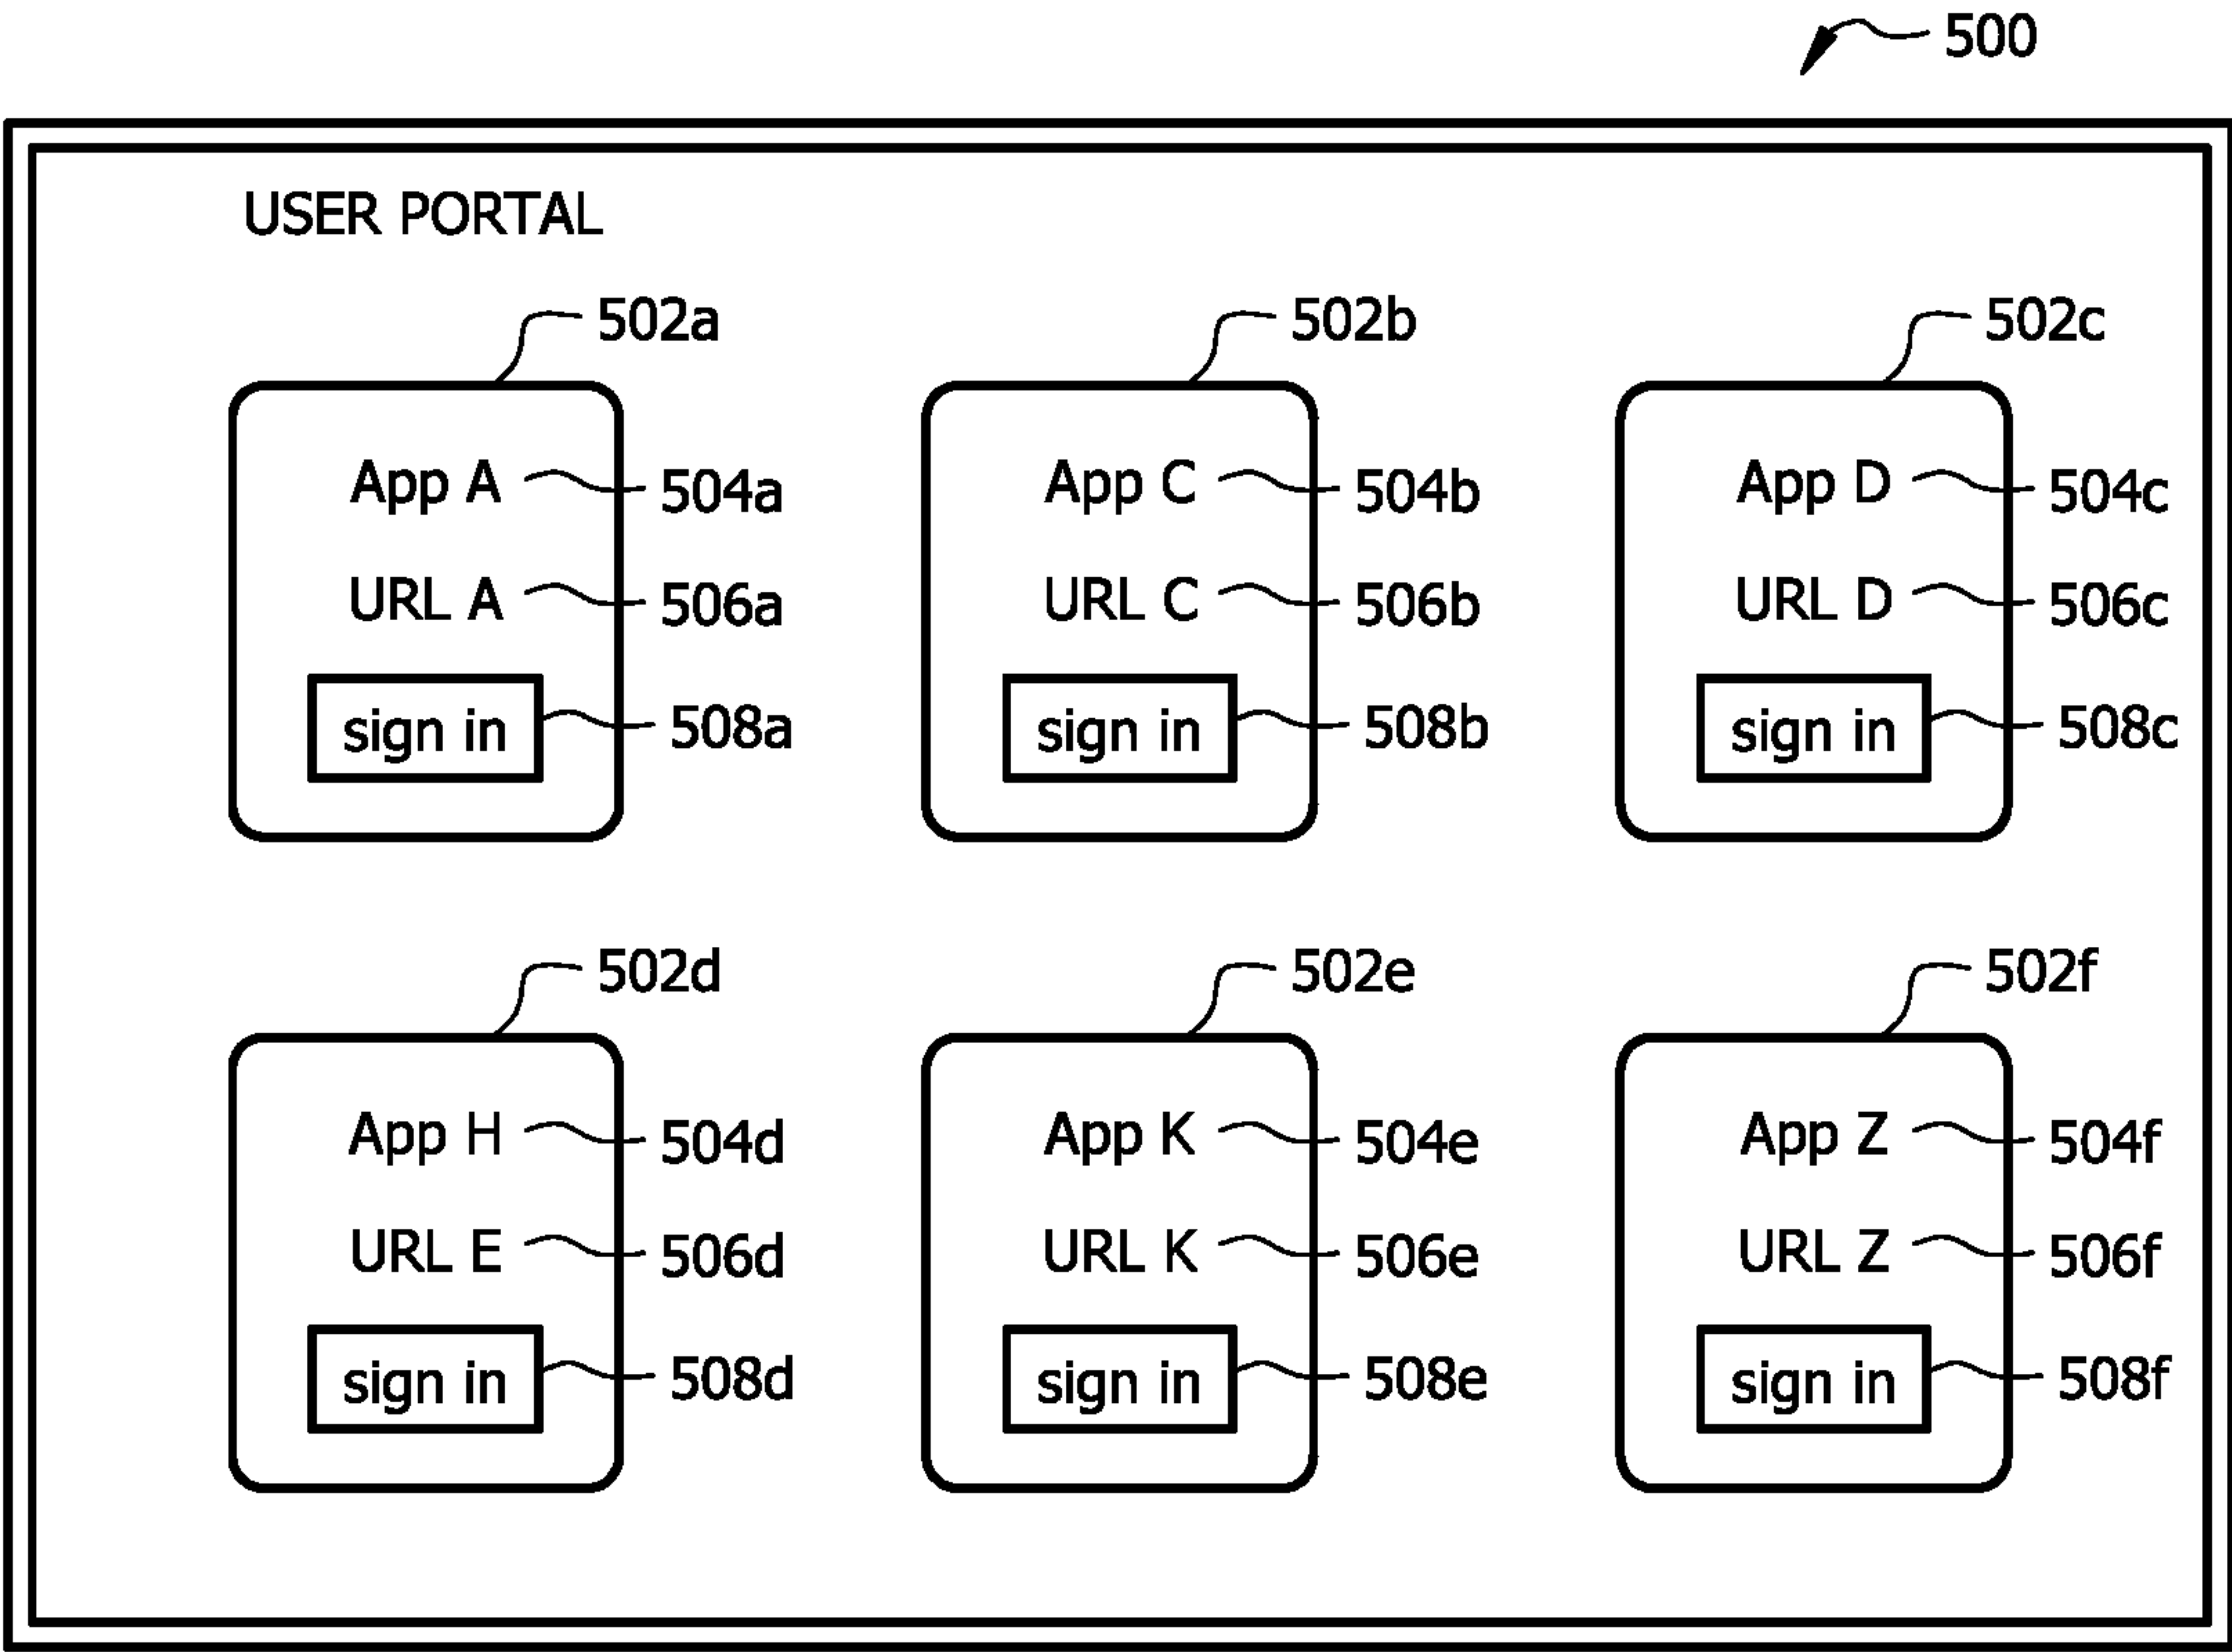 500
USER PORTAL
502a 502b 502c
App A 504a App C 504b App D 504c
URL A 506a URL C 506b URL D 506c
sign in 508a sign in 508b sign in 508c
502d 502e 502f
App H 504d App K 504e App Z 504f
URL E 506d URL K 506e URL Z 506f
sign in 508d sign in 508e sign in 508f